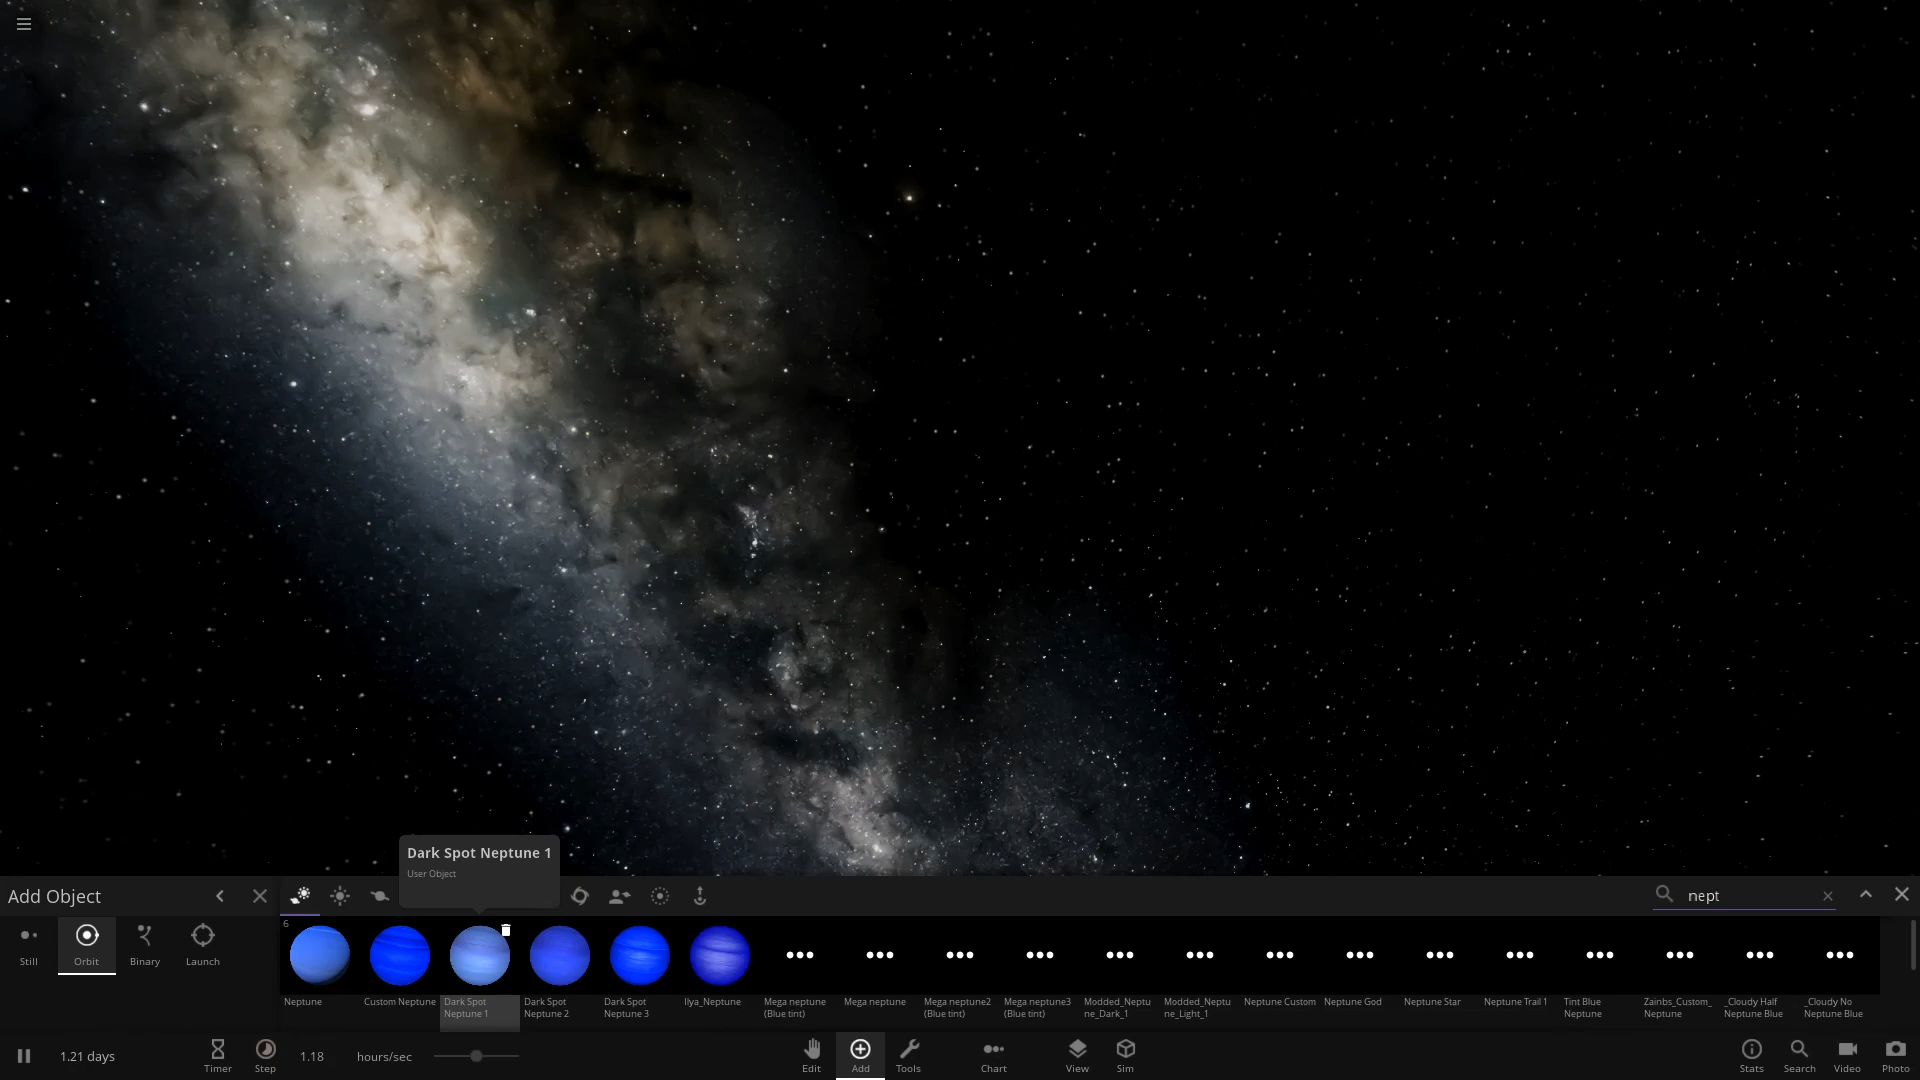 Dark Spot Neptune 1
User Object
Add Object
nept
Still
Orbit
Binary
Launch
6
Neptune
Custom Neptune
Dark Spot
Neptune 1
Dark Spot
Neptune 2
Dark Spot
Neptune 3
Ilya_Neptune
Mega neptune
(Blue tint)
Mega neptune
Mega neptune2
(Blue tint)
Mega neptune3
(Blue tint)
Modded_Neptu
ne_Dark_1
Modded_Neptu
ne_Light_1
Neptune Custom
Neptune God
Neptune Star
Neptune Trail 1
Tint Blue
Neptune
Zainbs_Custom_
Neptune
_Cloudy Half
Neptune Blue
_Cloudy No
Neptune Blue
1.21 days
Timer
Step
1.18
hours/sec
Edit
Add
Tools
Chart
View
Sim
Stats
Search
Video
Photo